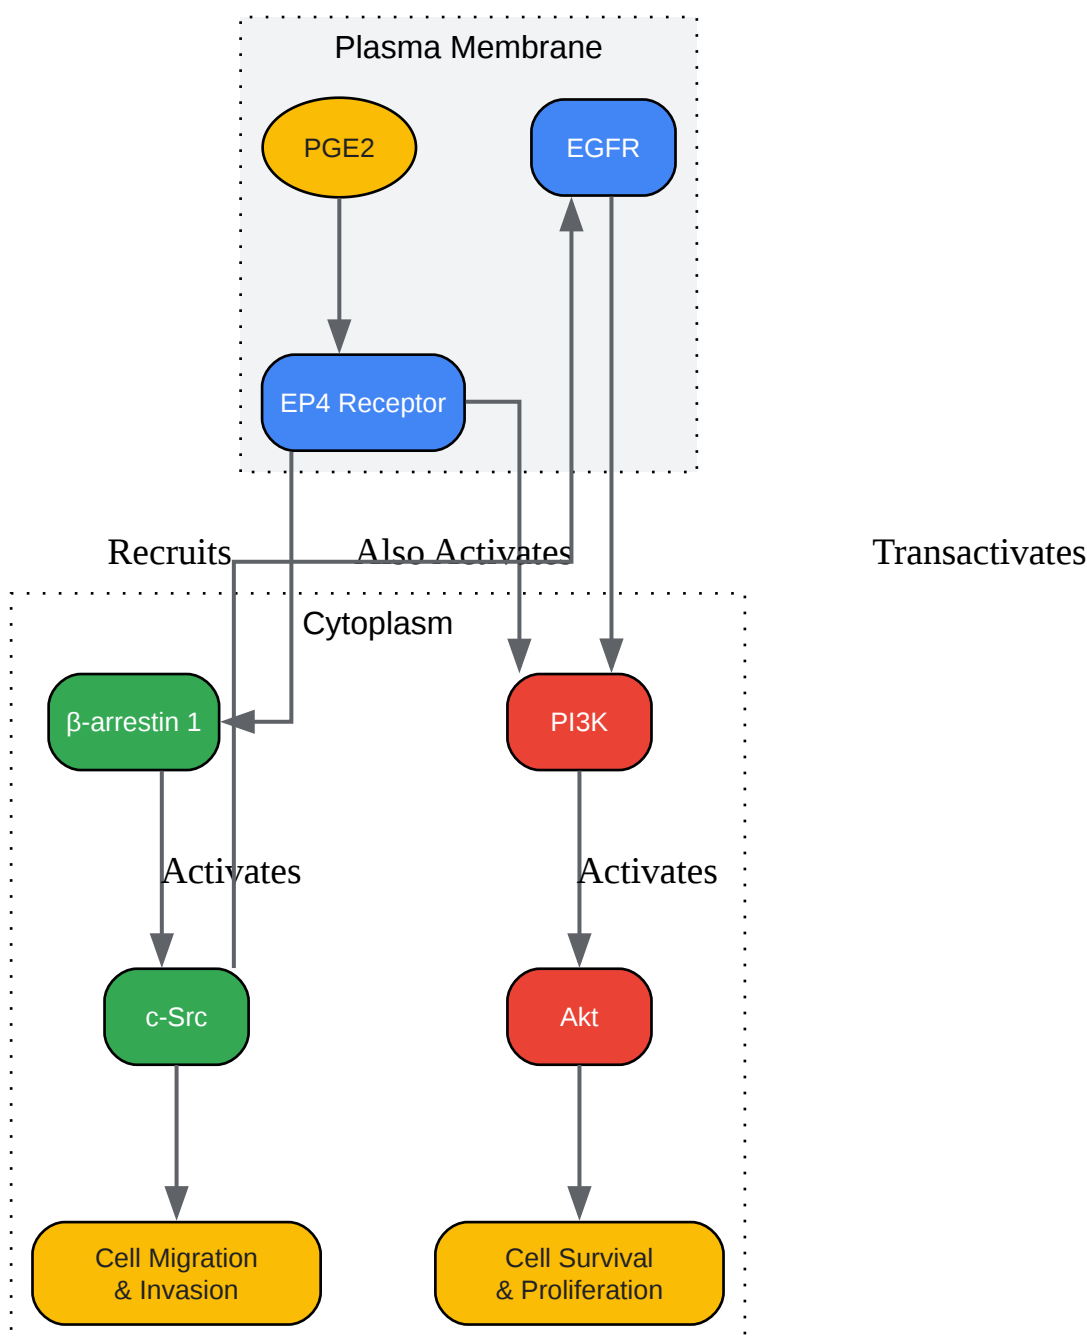 Plasma Membrane
PGE2
EGFR
EP4 Receptor
Recruits
Also Activates
Transactivates
Cytoplasm
β-arrestin 1
PI3K
Activates
Activates
c-Src
Akt
Cell Migration
& Invasion
Cell Survival
& Proliferation